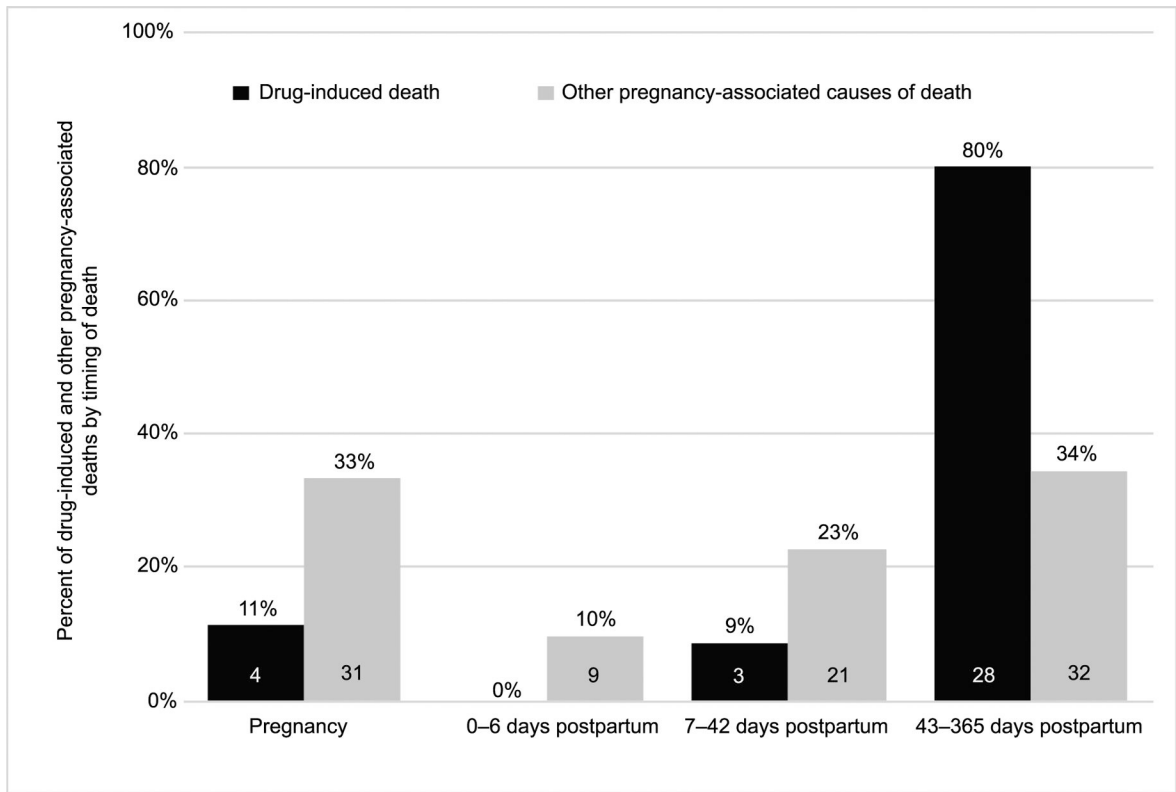 100%
Drug-induced death
Other pregnancy-associated causes of death
Percent of drug-induced and other pregnancy-associated
deaths by timing of death
80%
60%
40%
20%
0%
11%
4
33%
31
0%
10%
9
9%
3
23%
21
80%
28
34%
32
Pregnancy
0–6 days postpartum
7–42 days postpartum
43–365 days postpartum